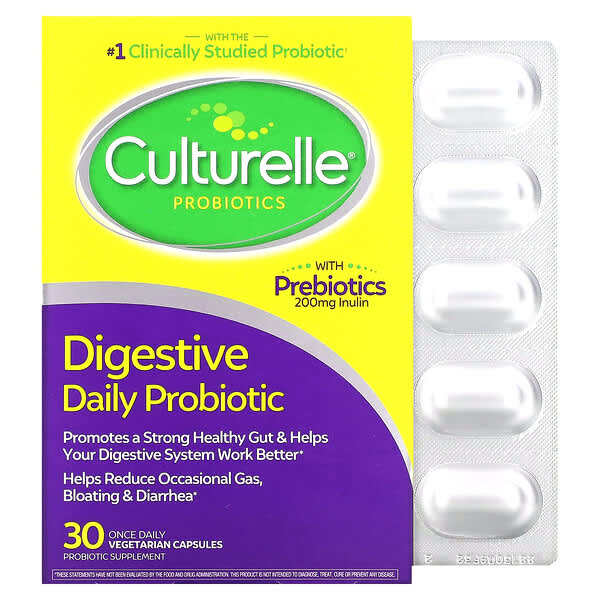 WITH THE
#1 Clinically Studied Probiotic†
Culturelle®
PROBIOTICS
WITH
Prebiotics
200mg Inulin
Digestive
Daily Probiotic
Promotes a Strong Healthy Gut & Helps
Your Digestive System Work Better*
Helps Reduce Occasional Gas,
Bloating & Diarrhea*
30 ONCE DAILY
VEGETARIAN CAPSULES
PROBIOTIC SUPPLEMENT
*THESE STATEMENTS HAVE NOT BEEN EVALUATED BY THE FOOD AND DRUG ADMINISTRATION. THIS PRODUCT IS NOT INTENDED TO DIAGNOSE, TREAT, CURE OR PREVENT ANY DISEASE.